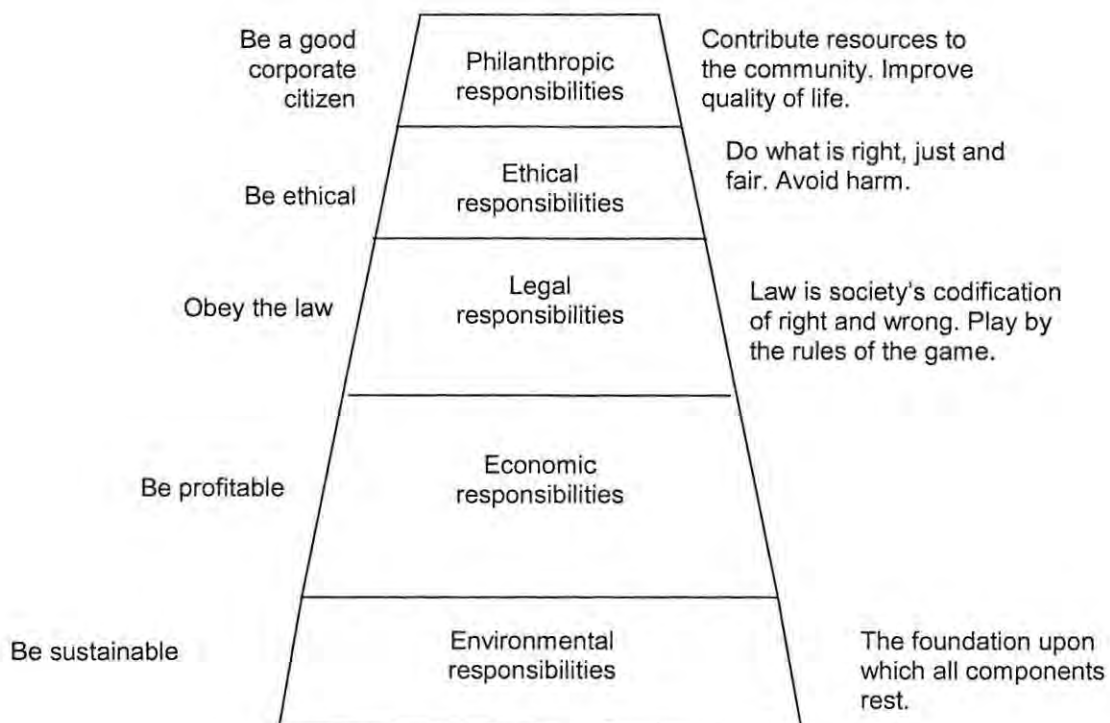 Be a good
corporate
citizen
Philanthropic
responsibilities
Contribute resources to
the community. Improve
quality of life.
Be ethical
Ethical
responsibilities
Do what is right, just and
fair. Avoid harm.
Obey the law
Legal
responsibilities
Law is society's codification
of right and wrong. Play by
the rules of the game.
Be profitable
Economic
responsibilities
Be sustainable
Environmental
responsibilities
The foundation upon
which all components
rest.